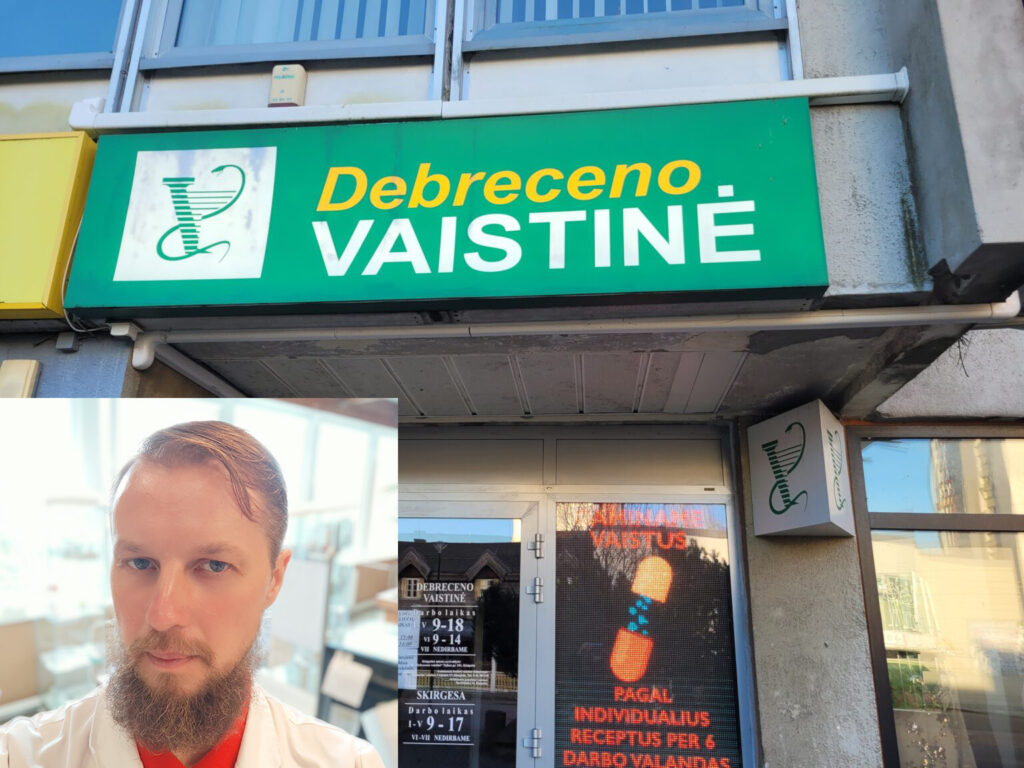 Debreceno
VAISTINĖ
VAISTUS
DEBRECENO
VAISTINĖ
Darbo laikas
I-V 9-18
VI 9-14
VII NEDIRBAME
SKIRGESA
Darbo laikas
I-V 9-17
VI-VII NEDIRBAME
PAGAL
INDIVIDUALIUS
RECEPTUS PER 6
DARBO VALANDAS